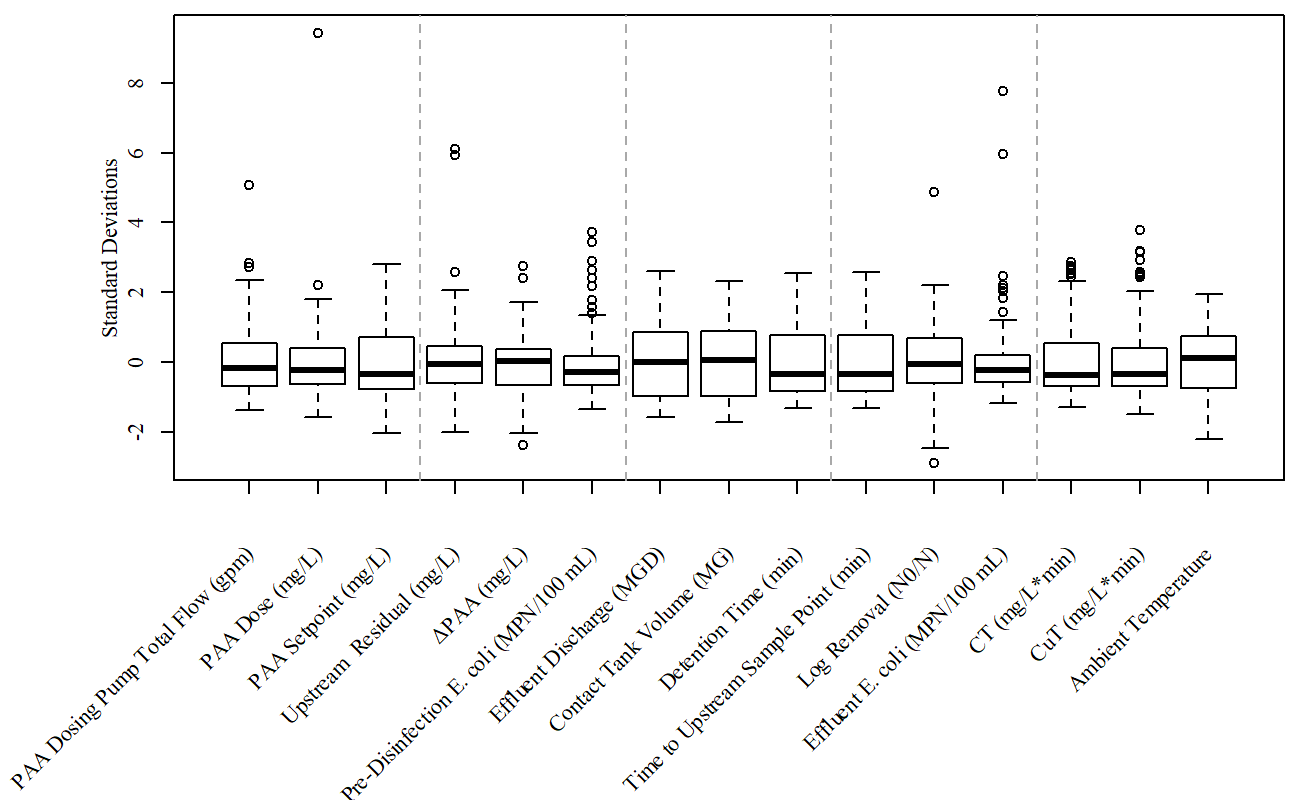 Standard Deviations
8
6
4
2
0
-2
PAA Dosing Pump Total Flow (gpm)
PAA Dose (mg/L)
PAA Setpoint (mg/L)
Upstream  Residual (mg/L)
ΔPAA (mg/L)
Pre-Disinfection E. coli (MPN/100 mL)
Effluent Discharge (MGD)
Contact Tank Volume (MG)
Detention Time (min)
Time to Upstream Sample Point (min)
Log Removal (N0/N)
Effluent E. coli (MPN/100 mL)
CT (mg/L*min)
CuT (mg/L*min)
Ambient Temperature